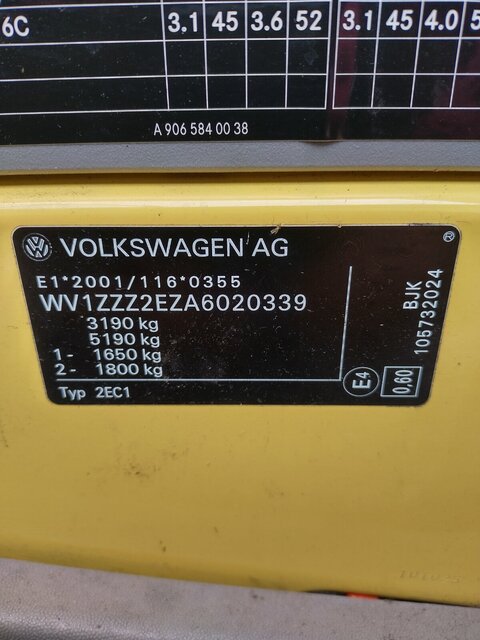 6C 3.1 45 3.6 52 3.1 45 4.0
A 906 584 00 38
VOLKSWAGEN AG ®
E1*2001/116*0355
WV1ZZZ2EZA6020339
3190 kg
5190 kg
1- 1650 kg
2- 1800 kg
Typ 2EC1
E4
0,60
BJK
105732024